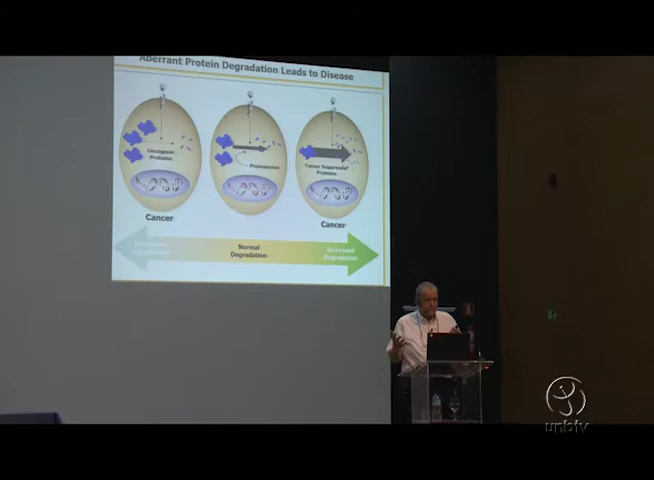 Aberrant Protein Degradation Leads to Disease
Oncogenic
Proteins
Proteasome
Tumor Suppressor
Proteins
Cancer
Cancer
Normal
Degradation
Increased
Degradation
unbtv